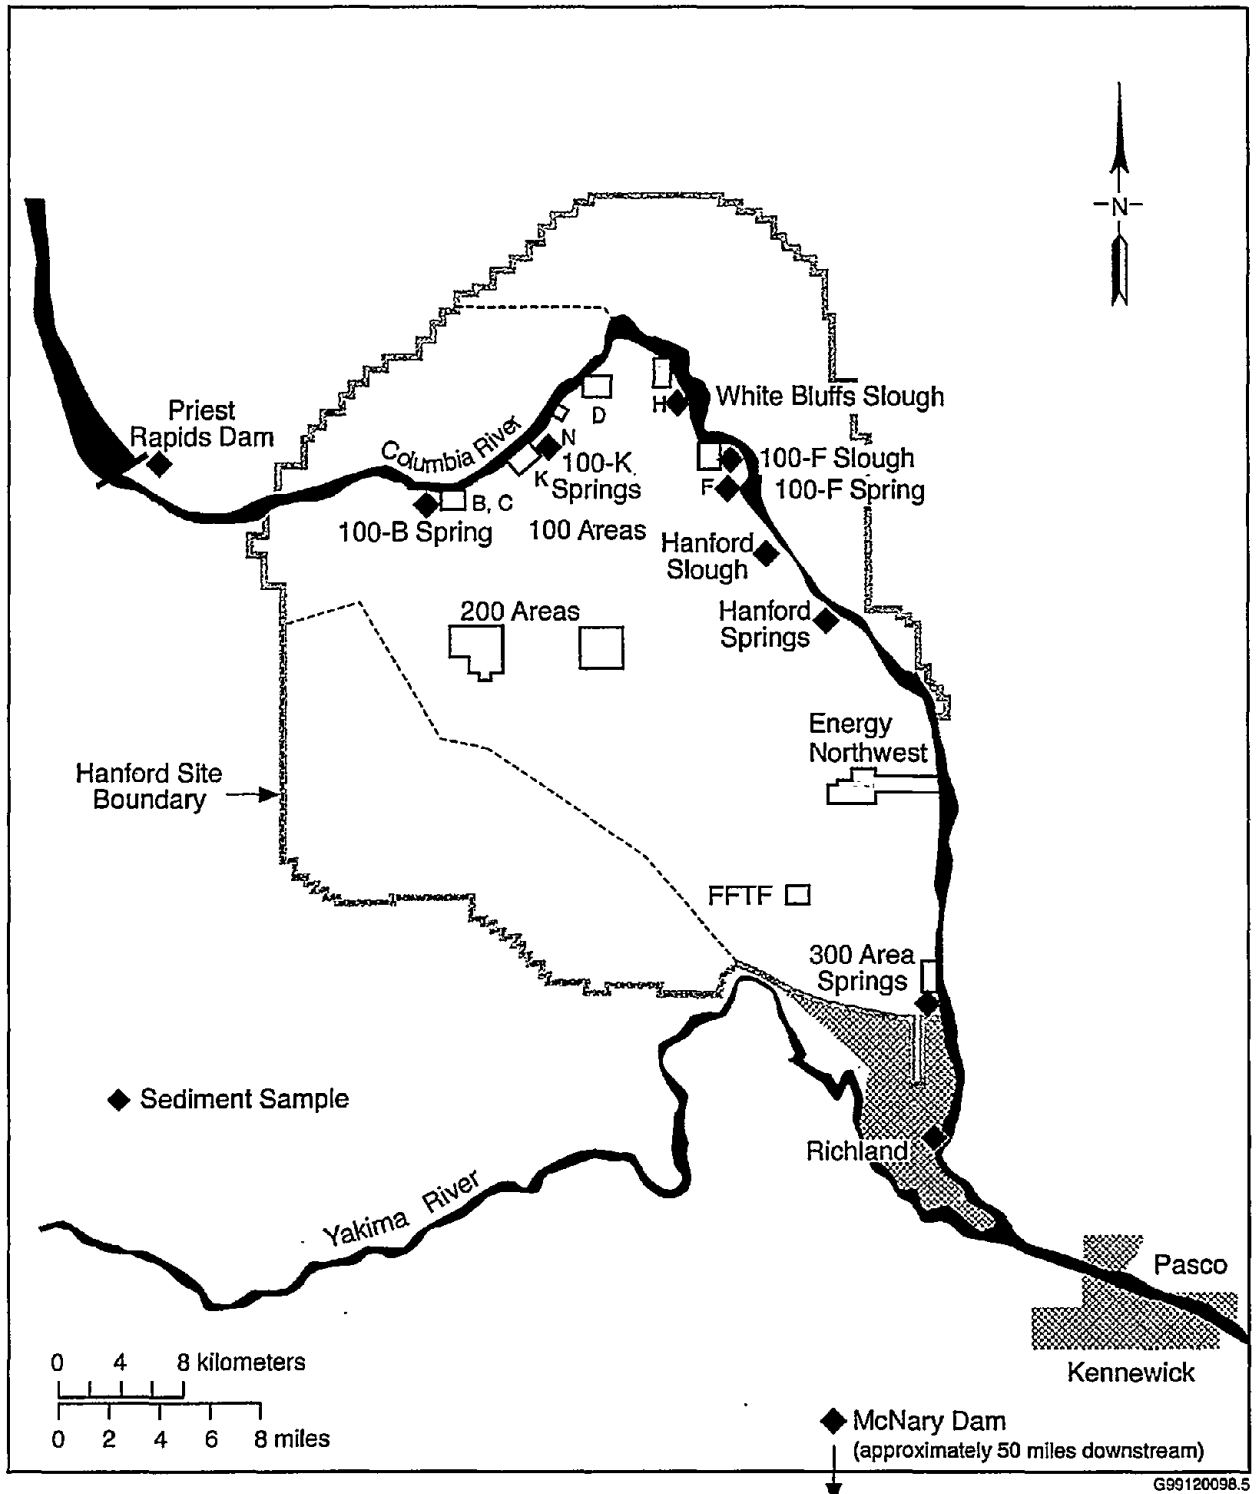 N
Priest
Rapids Dam
Columbia River
D
H
White Bluffs Slough
N
K
100-K
Springs
100-F Slough
F
100-F Spring
B, C
100-B Spring
100 Areas
Hanford
Slough
200 Areas
Hanford
Springs
Energy
Northwest
Hanford Site
Boundary
FFTF
300 Area
Springs
Sediment Sample
Richland
Yakima River
Pasco
Kennewick
0 4 8 kilometers
0 2 4 6 8 miles
McNary Dam
(approximately 50 miles downstream)
G99120098.5